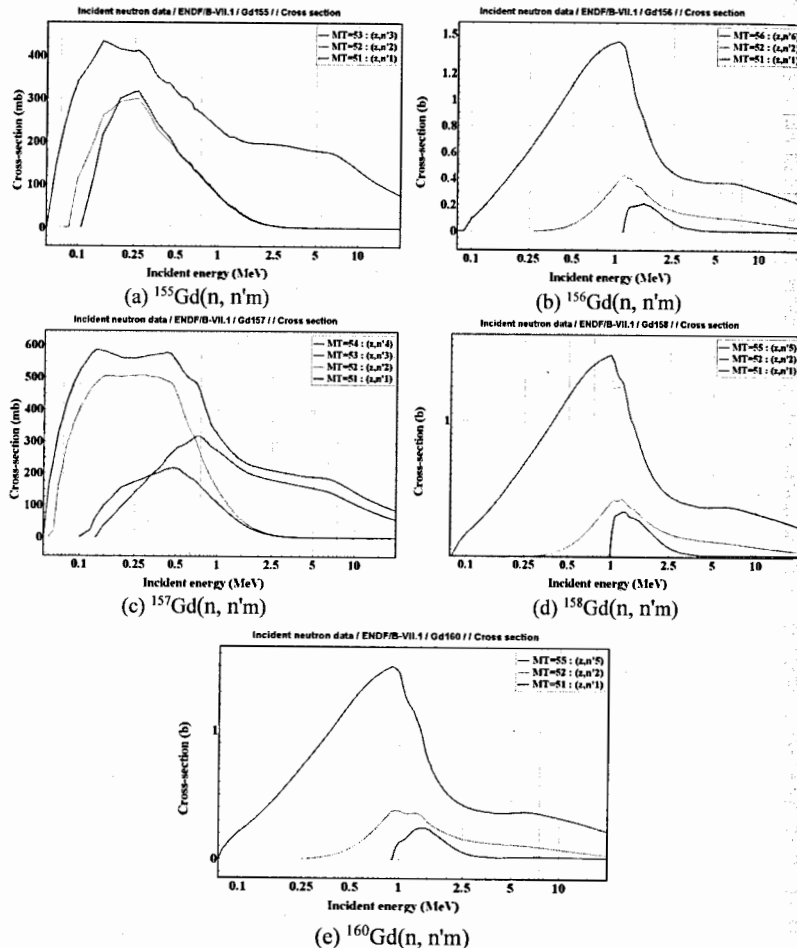 Incident neutron data / ENDF/B-VII.1 / Gd155 / / Cross section
MT=53 : (z,n'3)
MT=52 : (z,n'2)
MT=51 : (z,n'1)
Cross-section (mb)
400
300
200
100
0
0.1 0.25 0.5 1 2.5 5 10
Incident energy (MeV)
(a) ¹⁵⁵Gd(n, n'm)
Incident neutron data / ENDF/B-VII.1 / Gd156 / / Cross section
MT=56 : (z,n'6)
MT=52 : (z,n'2)
MT=51 : (z,n'1)
Cross-section (b)
1.5
1.4
1
0.8
0.6
0.4
0.2
0
0.1 0.25 0.5 1 2.5 5 10
Incident energy (MeV)
(b) ¹⁵⁶Gd(n, n'm)
Incident neutron data / ENDF/B-VII.1 / Gd157 / / Cross section
MT=54 : (z,n'4)
MT=53 : (z,n'3)
MT=52 : (z,n'2)
MT=51 : (z,n'1)
Cross-section (mb)
600
500
400
300
200
100
0
0.1 0.25 0.5 1 2.5 5 10
Incident energy (MeV)
(c) ¹⁵⁷Gd(n, n'm)
Incident neutron data / ENDF/B-VII.1 / Gd158 / / Cross section
MT=55 : (z,n'5)
MT=52 : (z,n'2)
MT=51 : (z,n'1)
Cross-section (b)
1
0.1 0.25 0.5 1 2.5 5 10
Incident energy (MeV)
(d) ¹⁵⁸Gd(n, n'm)
Incident neutron data / ENDF/B-VII.1 / Gd160 / / Cross section
MT=55 : (z,n'5)
MT=52 : (z,n'2)
MT=51 : (z,n'1)
Cross-section (b)
1
0
0.1 0.25 0.5 1 2.5 5 10
Incident energy (MeV)
(e) ¹⁶⁰Gd(n, n'm)